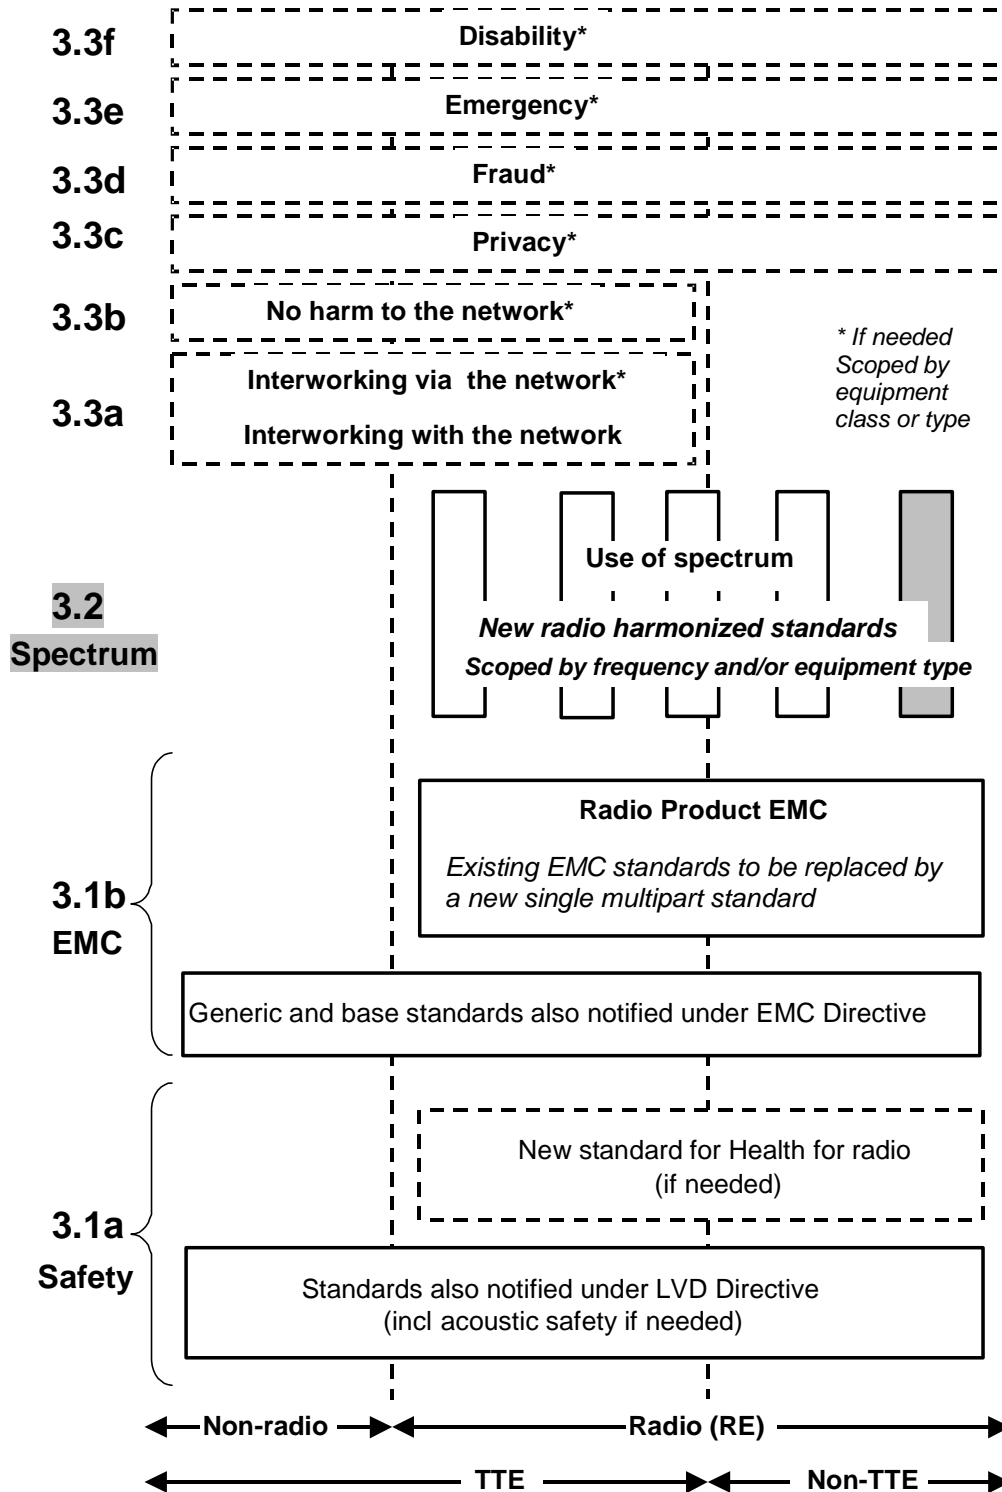 3.3f
Disability*
3.3e
Emergency*
3.3d
Fraud*
3.3c
Privacy*
3.3b
No harm to the network*
* If needed
Scoped by
equipment
class or type
3.3a
Interworking via the network*
Interworking with the network
3.2
Spectrum
Use of spectrum
New radio harmonized standards
Scoped by frequency and/or equipment type
3.1b
EMC
Radio Product EMC
Existing EMC standards to be replaced by
a new single multipart standard
Generic and base standards also notified under EMC Directive
3.1a
Safety
New standard for Health for radio
(if needed)
Standards also notified under LVD Directive
(incl acoustic safety if needed)
Non-radio
Radio (RE)
TTE
Non-TTE